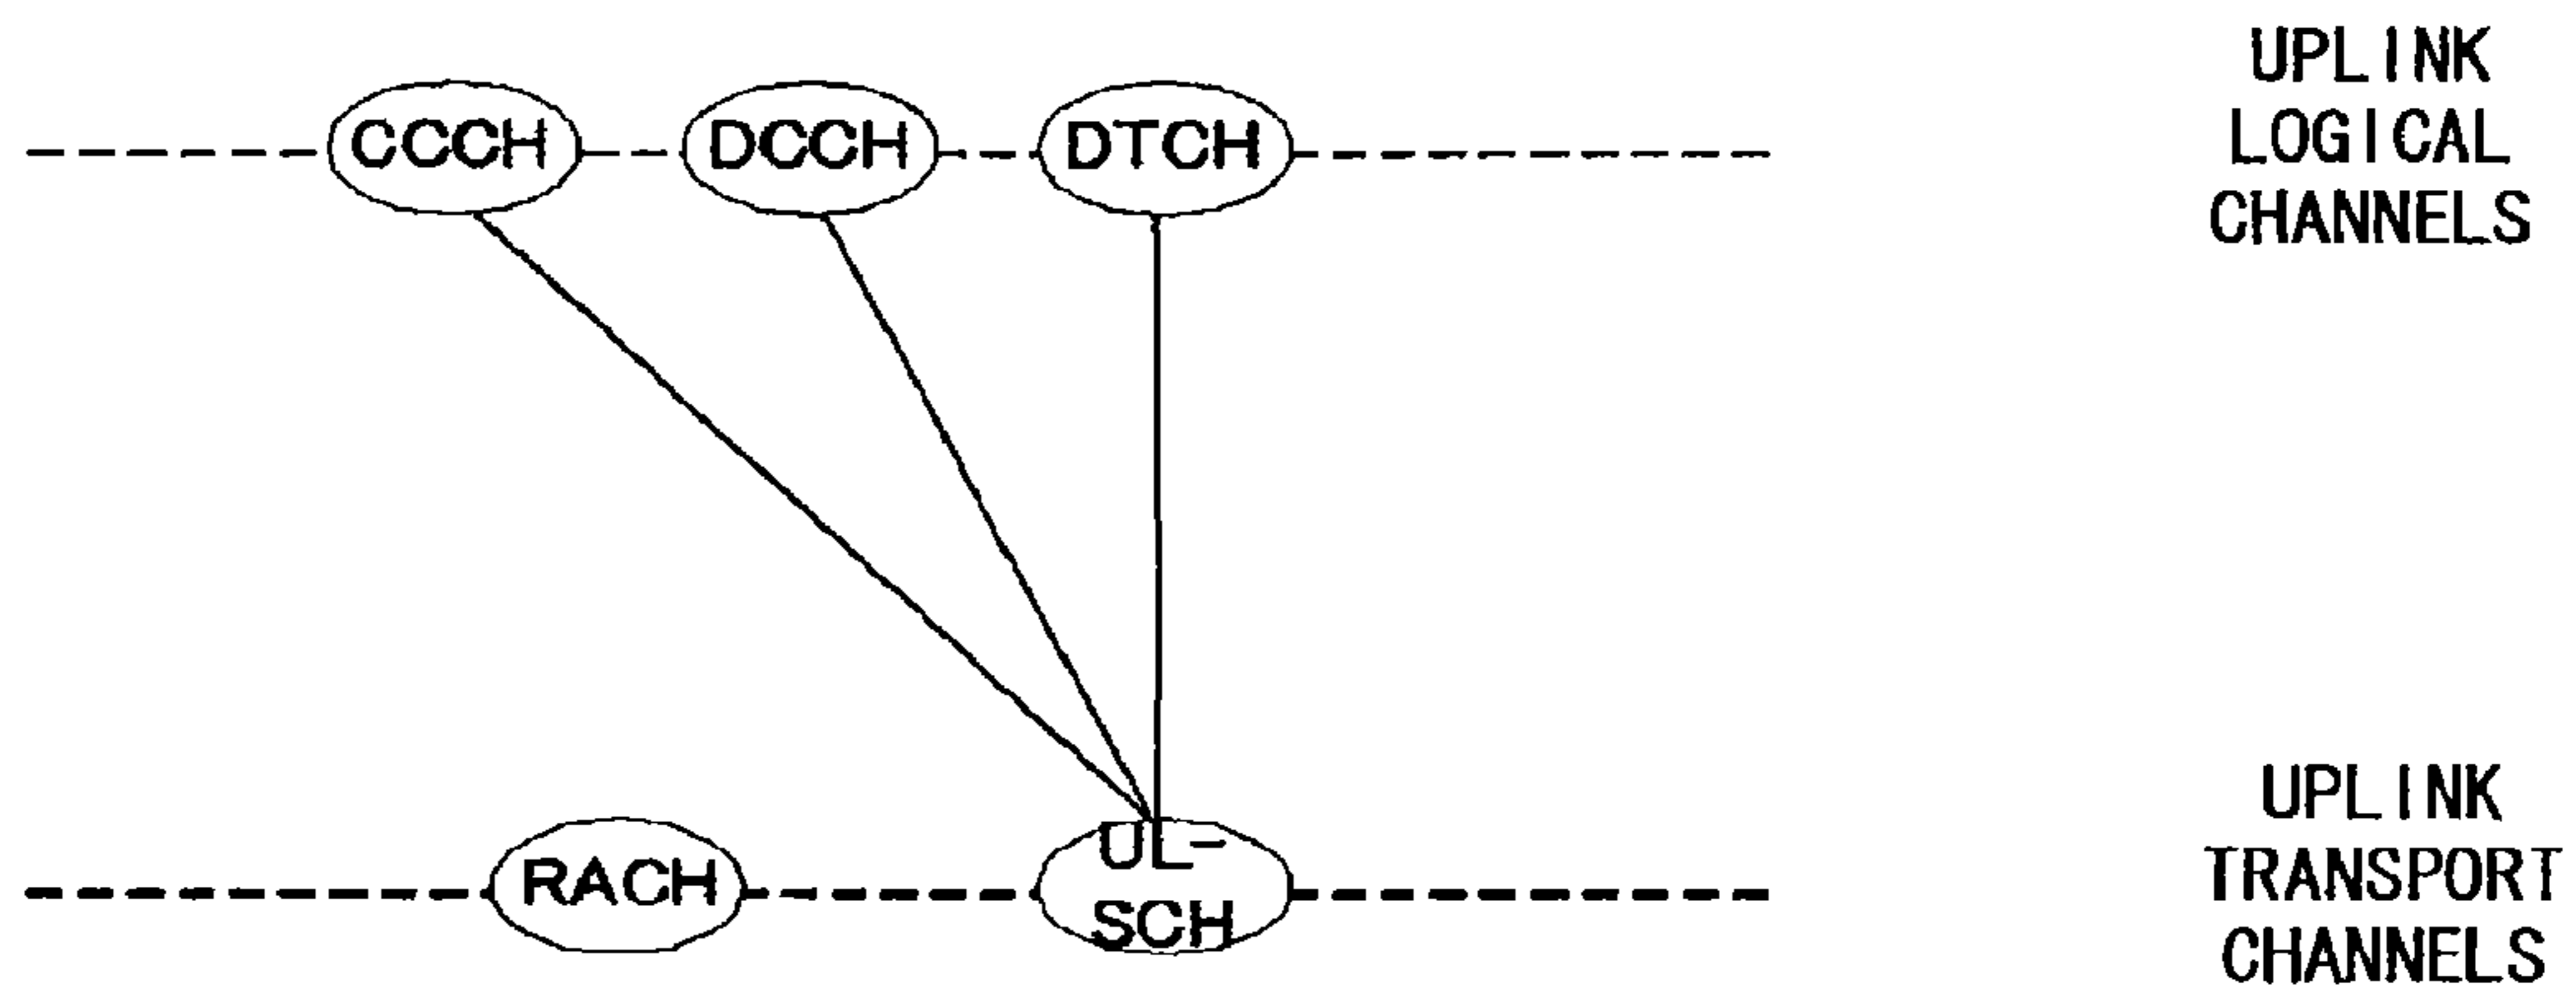 CCCH DCCH DTCH
UPLINK
LOGICAL
CHANNELS
RACH
UL-
SCH
UPLINK
TRANSPORT
CHANNELS